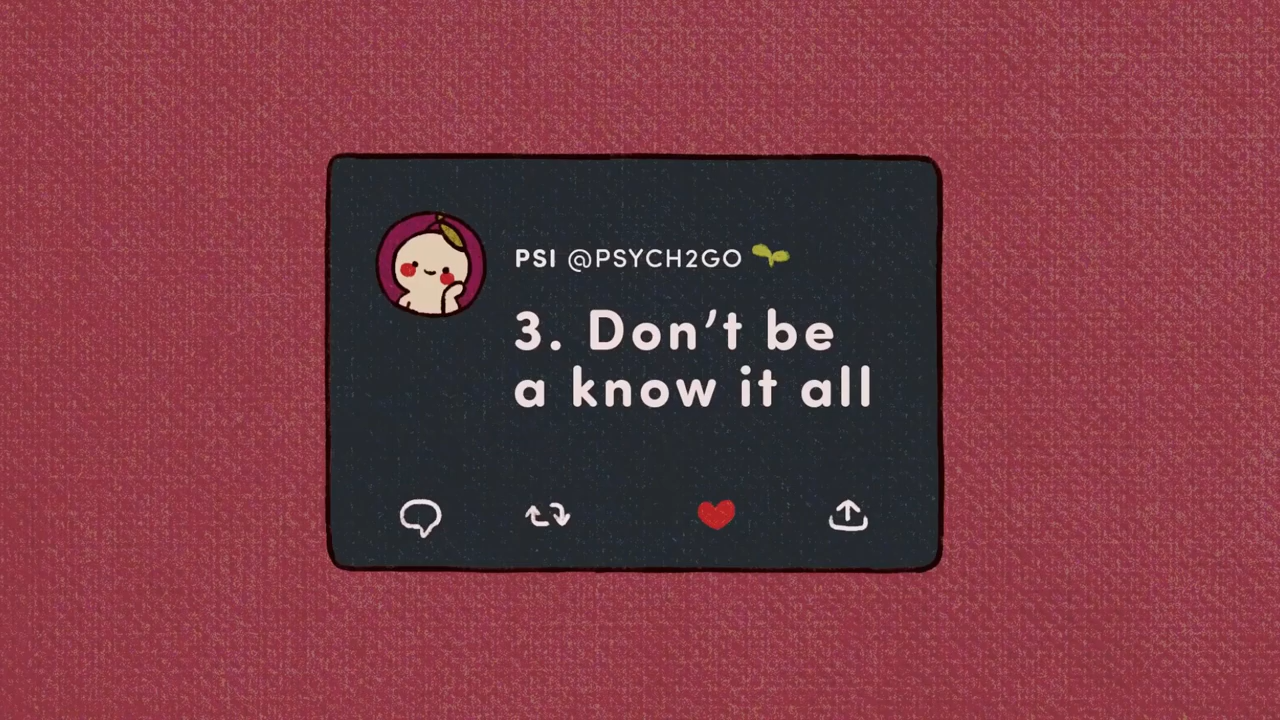 PSI @PSYCH2GO
3. Don’t be
a know it all